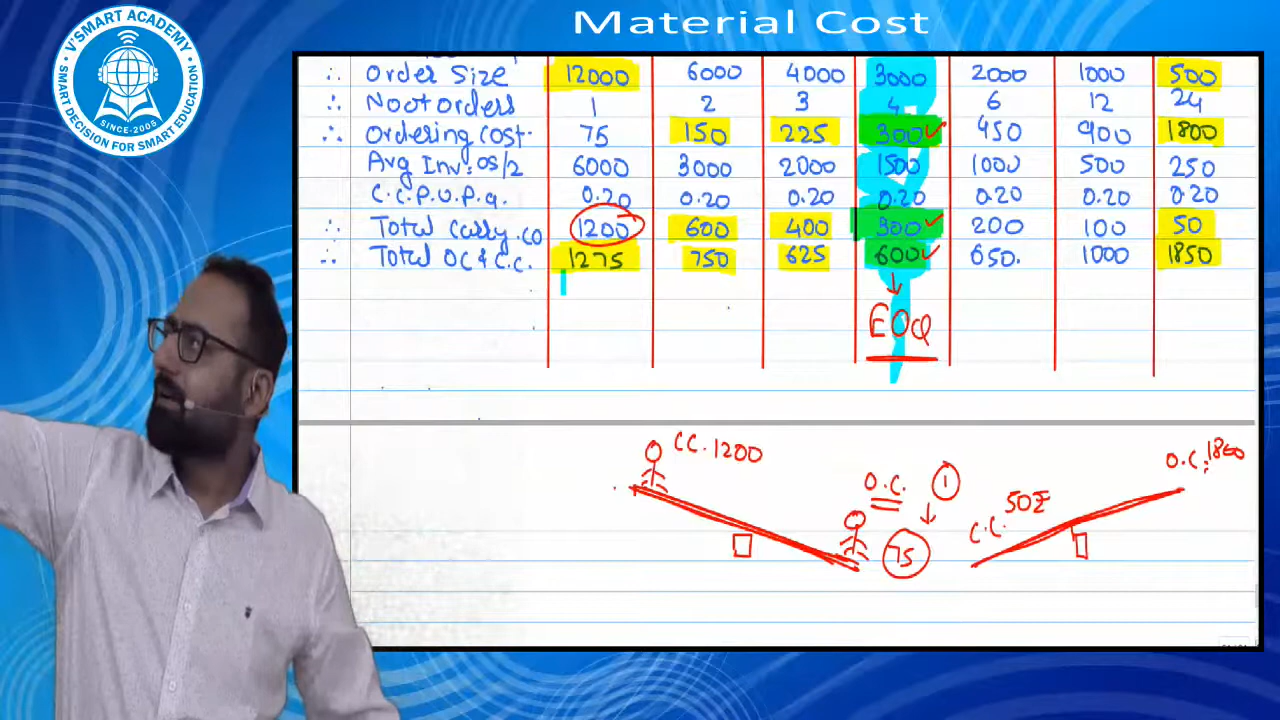 Material Cost
V'SMART ACADEMY
SINCE-2008
SMART DECISION FOR SMART EDUCATION
∴ Order Size 12000 6000 4000 3000 2000 1000 500
∴ No of orders 1 2 3 4 6 12 24
∴ Ordering cost 75 150 225 300 450 900 1800
Avg Inv. OS/2 6000 3000 2000 1500 1000 500 250
C.C.P.U.P.a. 0.20 0.20 0.20 0.20 0.20 0.20 0.20
∴ Total Carry. co 1200 600 400 300 200 100 50
∴ Total OC & C.C. 1275 750 625 600 650. 1000 1850
EOQ
CC. 1200
O.C. 1
75
C.C. 50₹
O.C. 1800